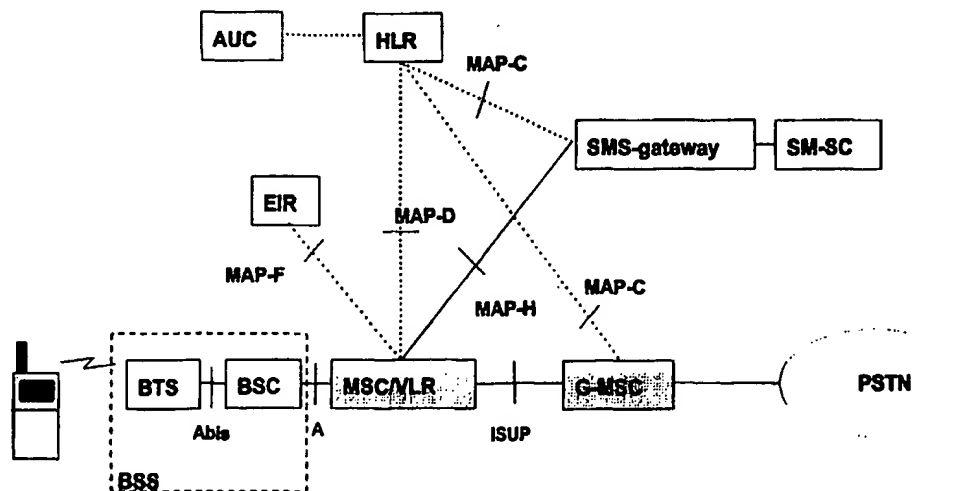 AUC
HLR
MAP-C
SMS-gateway
SM-SC
EIR
MAP-D
MAP-F
MAP-H
MAP-C
BTS
BSC
MSC/VLR
G-MSC
PSTN
Abis
A
ISUP
BSS